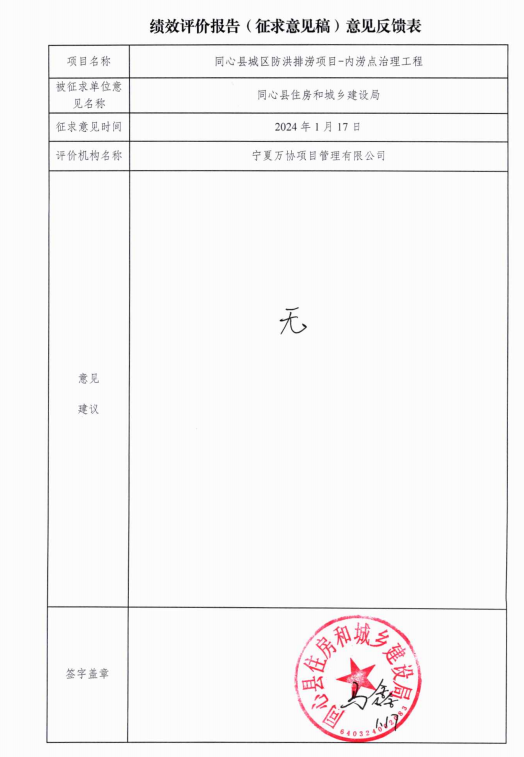 绩效评价报告（征求意见稿）意见反馈表
项目名称
同心县城区防洪排涝项目-内涝点治理工程
被征求单位意
见名称
同心县住房和城乡建设局
征求意见时间
2024年1月17日
评价机构名称
宁夏万协项目管理有限公司
意见
建议
无
签字盖章
同心县住房和城乡建设局
马鑫